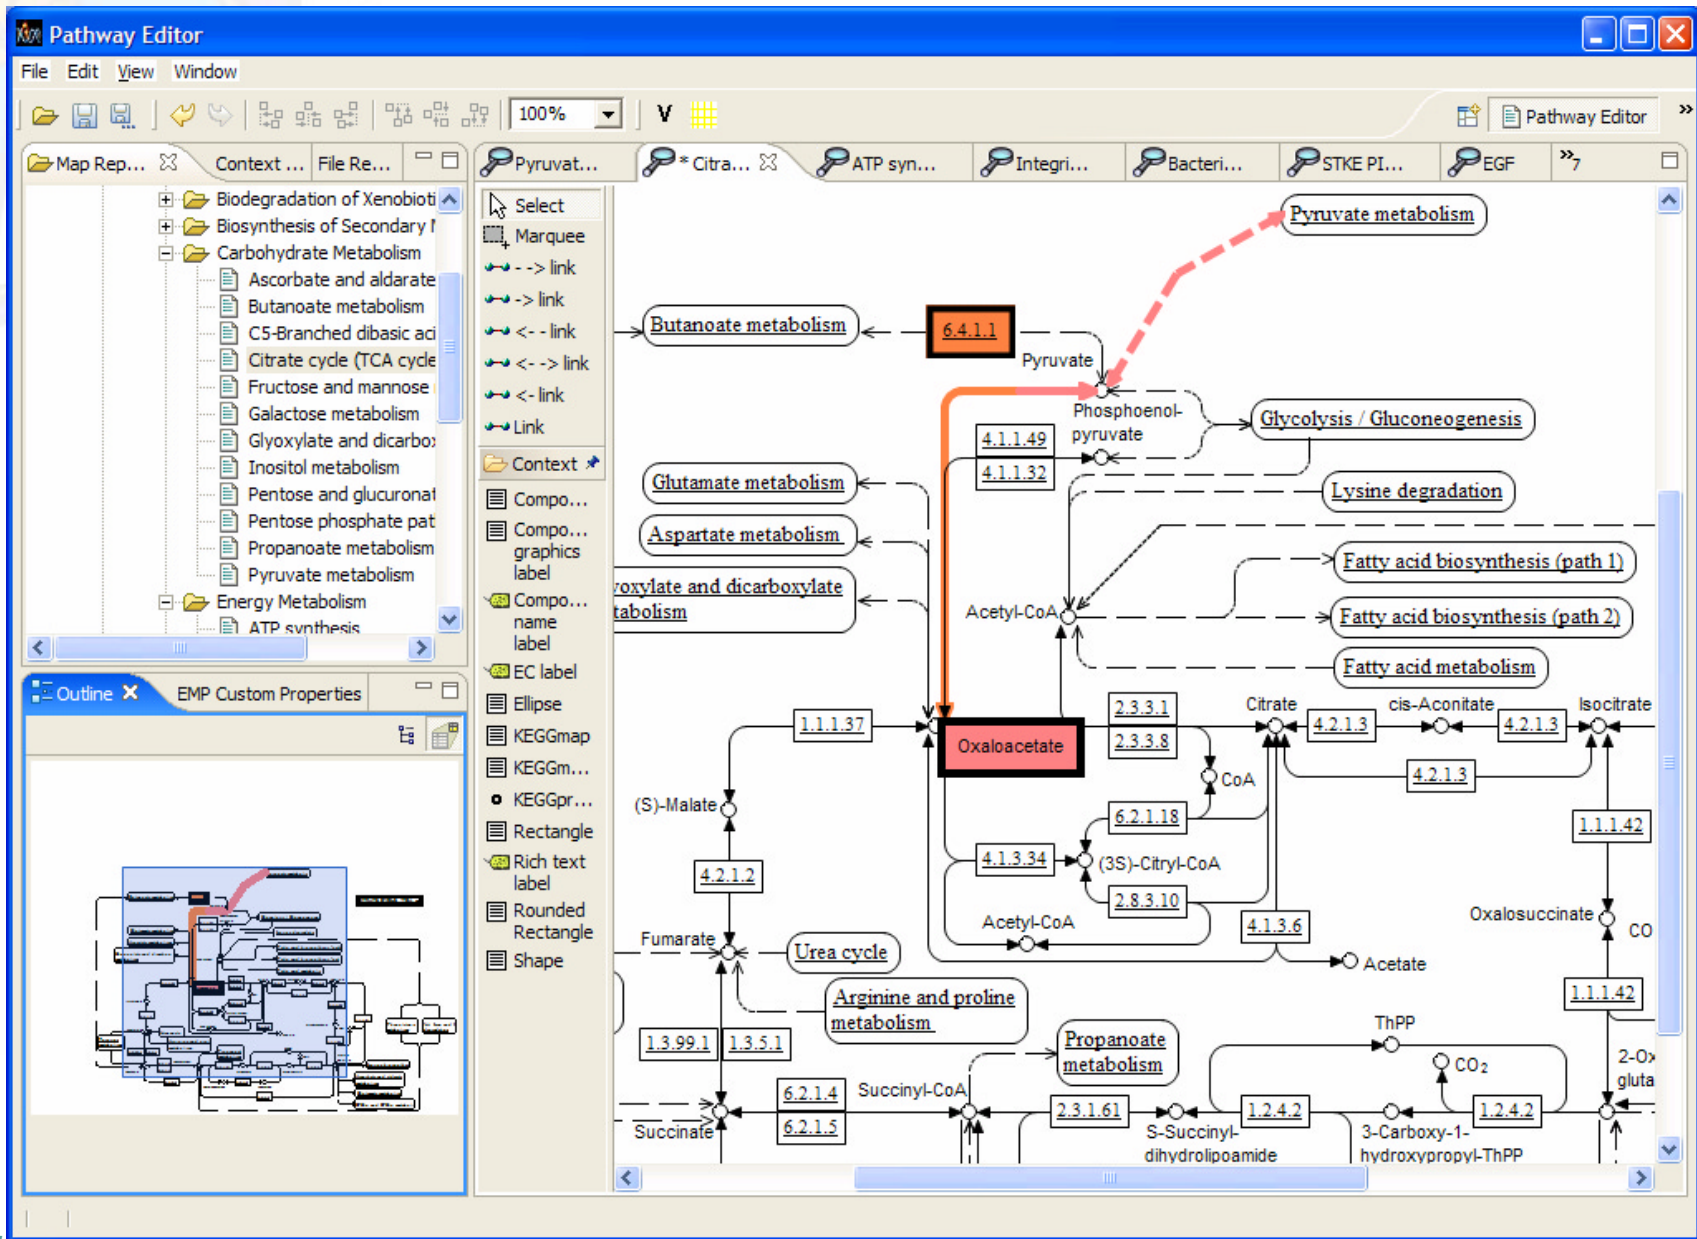 Pathway Editor
File Edit View Window
100% V Pathway Editor
Map Rep... Context ... File Re...
Biodegradation of Xenobioti
Biosynthesis of Secondary
Carbohydrate Metabolism
Ascorbate and aldarate
Butanoate metabolism
C5-Branched dibasic aci
Citrate cycle (TCA cycle
Fructose and mannose
Galactose metabolism
Glyoxylate and dicarbo
Inositol metabolism
Pentose and glucuronat
Pentose phosphate pat
Propanoate metabolism
Pyruvate metabolism
Energy Metabolism
ATP synthesis
Outline EMP Custom Properties
Pyruvat... * Citra... ATP syn... Integri... Bacteri... STKE PI... EGF 7
Select
Marquee
- -> link
-> link
<- - link
<- -> link
<- link
Link
Context
Compo...
Compo...
graphics
label
Compo...
name
label
EC label
Ellipse
KEGGmap
KEGGm...
KEGGpr...
Rectangle
Rich text
label
Rounded
Rectangle
Shape
Pyruvate metabolism
Butanoate metabolism
6.4.1.1
Pyruvate
Phosphoenol-
pyruvate
Glycolysis / Gluconeogenesis
4.1.1.49
4.1.1.32
Glutamate metabolism
Lysine degradation
Aspartate metabolism
Fatty acid biosynthesis (path 1)
oxylate and dicarboxylate
tabolism
Acetyl-CoA
Fatty acid biosynthesis (path 2)
Fatty acid metabolism
1.1.1.37
Oxaloacetate
2.3.3.1
2.3.3.8
Citrate
4.2.1.3
cis-Aconitate
4.2.1.3
Isocitrate
4.2.1.3
CoA
(S)-Malate
6.2.1.18
1.1.1.42
4.1.3.34
(3S)-Citryl-CoA
4.2.1.2
2.8.3.10
Acetyl-CoA
4.1.3.6
Oxalosuccinate
CO
Fumarate
Urea cycle
Acetate
Arginine and proline
metabolism
1.1.1.42
1.3.99.1
1.3.5.1
Propanoate
metabolism
ThPP
CO2
2-Ox
gluta
6.2.1.4
6.2.1.5
Succinyl-CoA
2.3.1.61
1.2.4.2
1.2.4.2
Succinate
S-Succinyl-
dihydrolipoamide
3-Carboxy-1-
hydroxypropyl-ThPP